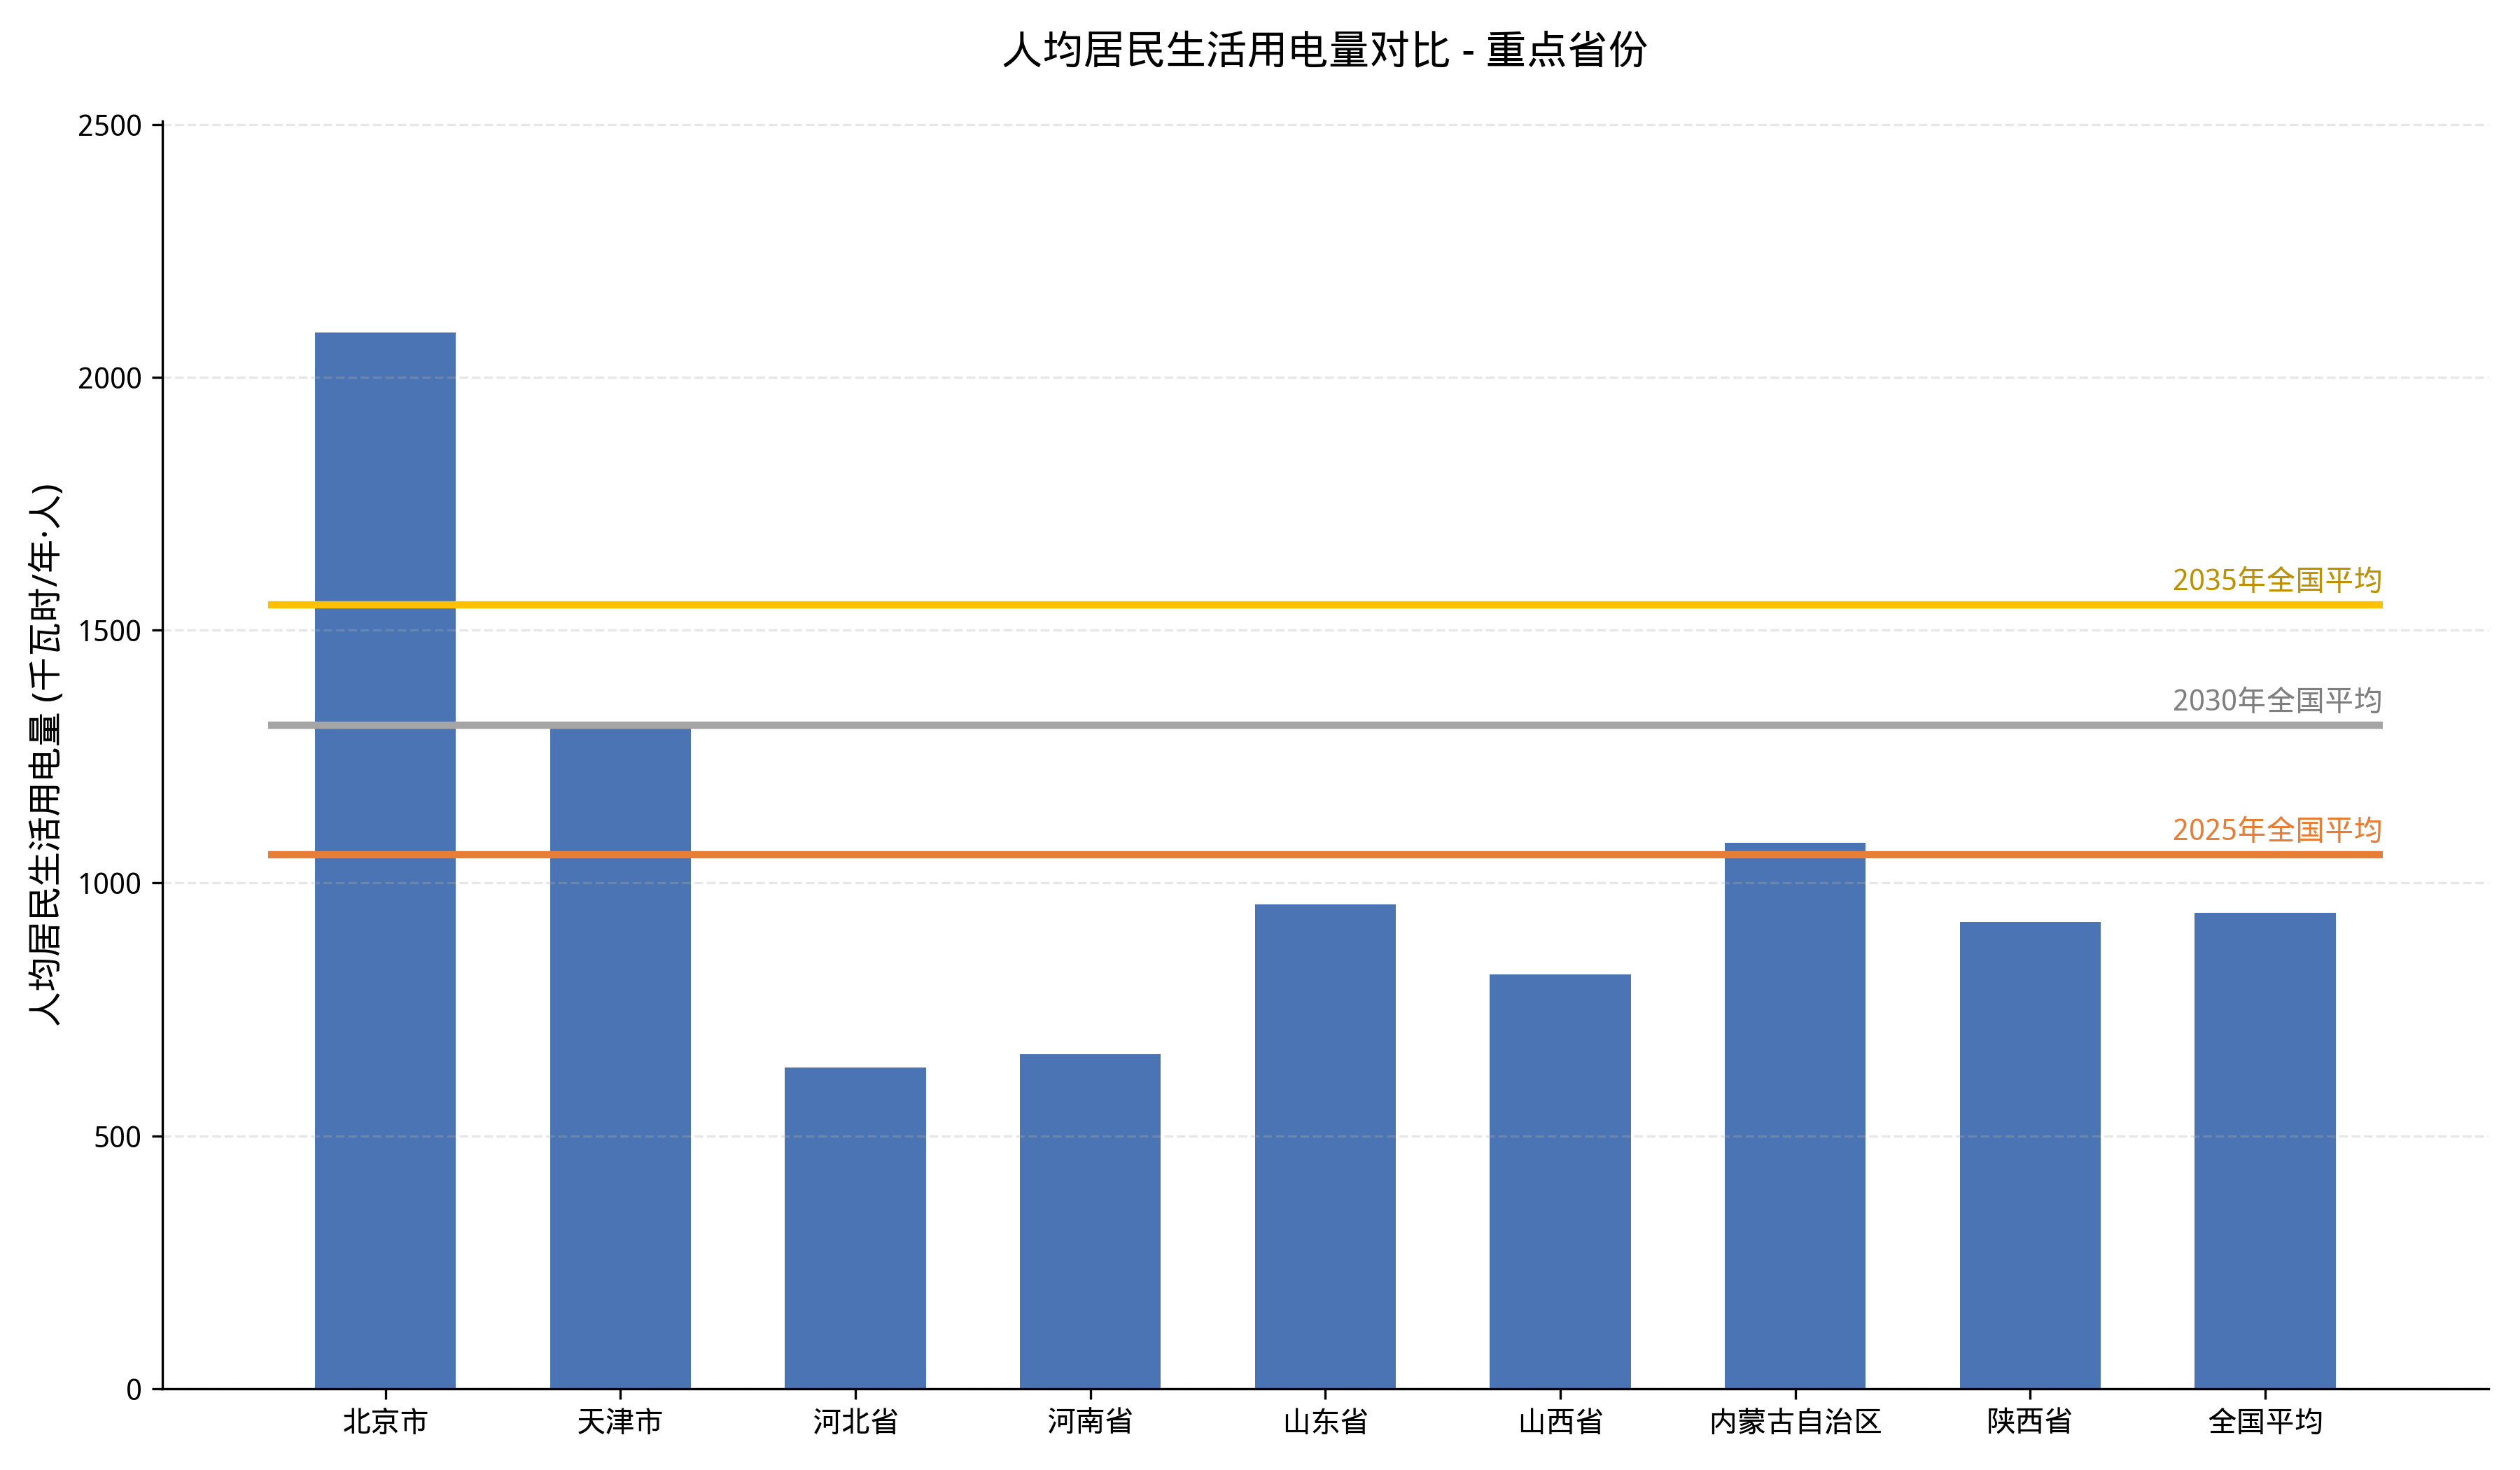 人均居民生活用电量对比 - 重点省份
人均居民生活用电量 (千瓦时/年·人)
2500
2000
1500
1000
500
0
2035年全国平均
2030年全国平均
2025年全国平均
北京市
天津市
河北省
河南省
山东省
山西省
内蒙古自治区
陕西省
全国平均